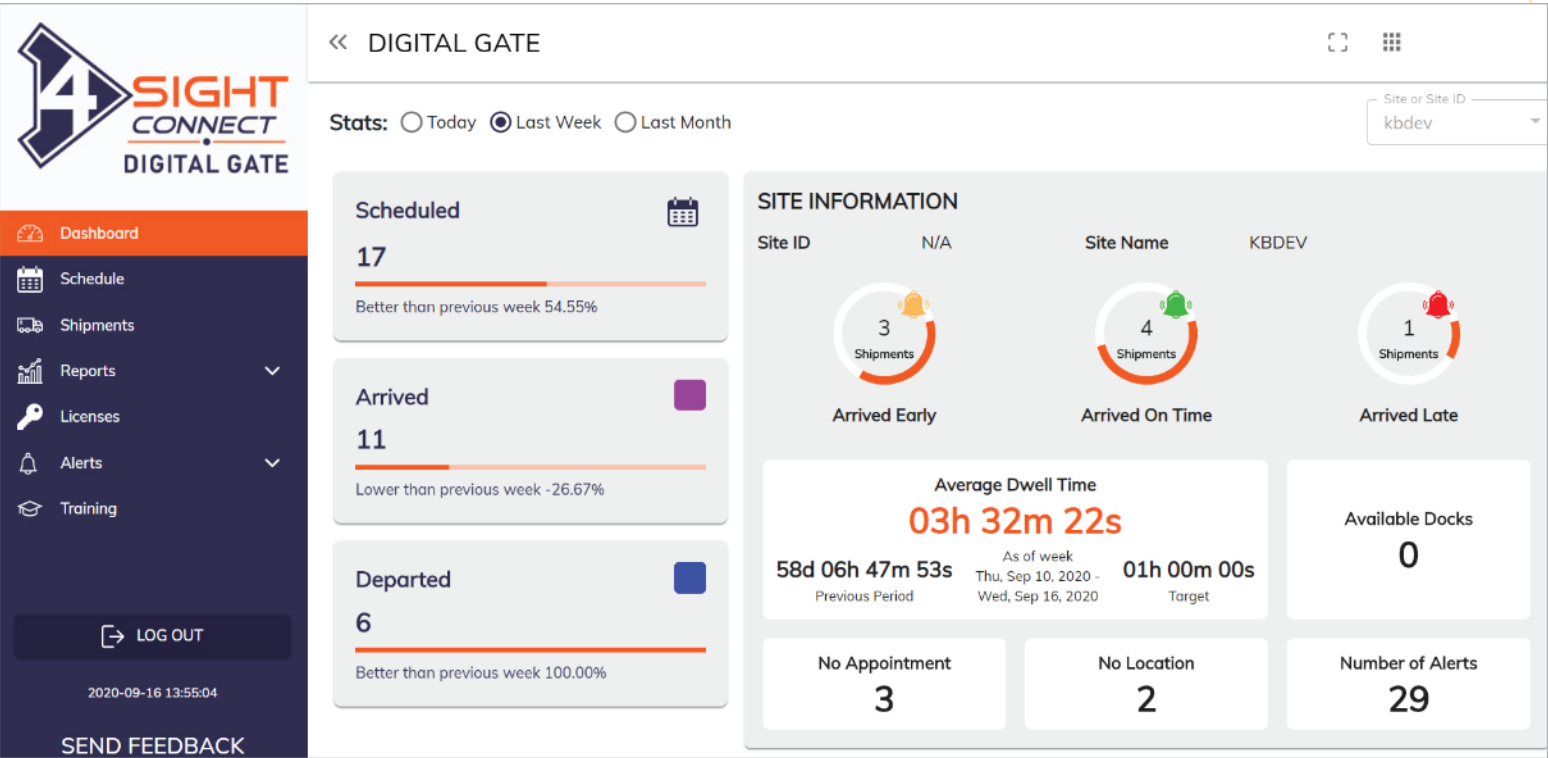 4
SIGHT
CONNECT
DIGITAL GATE
Dashboard
Schedule
Shipments
Reports
Licenses
Alerts
Training
LOG OUT
2020-09-16 13:55:04
SEND FEEDBACK
DIGITAL GATE
Stats: Today Last Week Last Month
Site or Site ID
kbdev
Scheduled
17
Better than previous week 54.55%
Arrived
11
Lower than previous week -26.67%
Departed
6
Better than previous week 100.00%
SITE INFORMATION
Site ID N/A Site Name KBDEV
3
Shipments
Arrived Early
4
Shipments
Arrived On Time
1
Shipments
Arrived Late
Average Dwell Time
03h 32m 22s
58d 06h 47m 53s
Previous Period
As of week
Thu, Sep 10, 2020 -
Wed, Sep 16, 2020
01h 00m 00s
Target
Available Docks
0
No Appointment
3
No Location
2
Number of Alerts
29